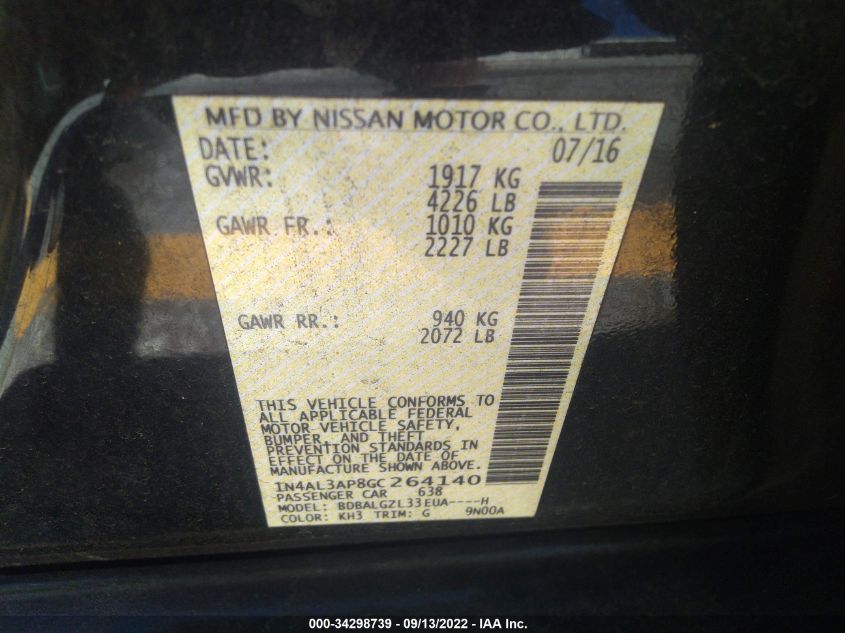 MFD BY NISSAN MOTOR CO., LTD.
DATE: 07/16
GVWR: 1917 KG
4226 LB
GAWR FR.: 1010 KG
2227 LB
GAWR RR.: 940 KG
2072 LB
THIS VEHICLE CONFORMS TO
ALL APPLICABLE FEDERAL
MOTOR VEHICLE SAFETY,
BUMPER, AND THEFT
PREVENTION STANDARDS IN
EFFECT ON THE DATE OF
MANUFACTURE SHOWN ABOVE.
1N4AL3AP8GC264140
PASSENGER CAR 638
MODEL: BDBALGZL33EUA----H
COLOR: KH3 TRIM: G 9N00A
000-34298739 - 09/13/2022 - IAA Inc.